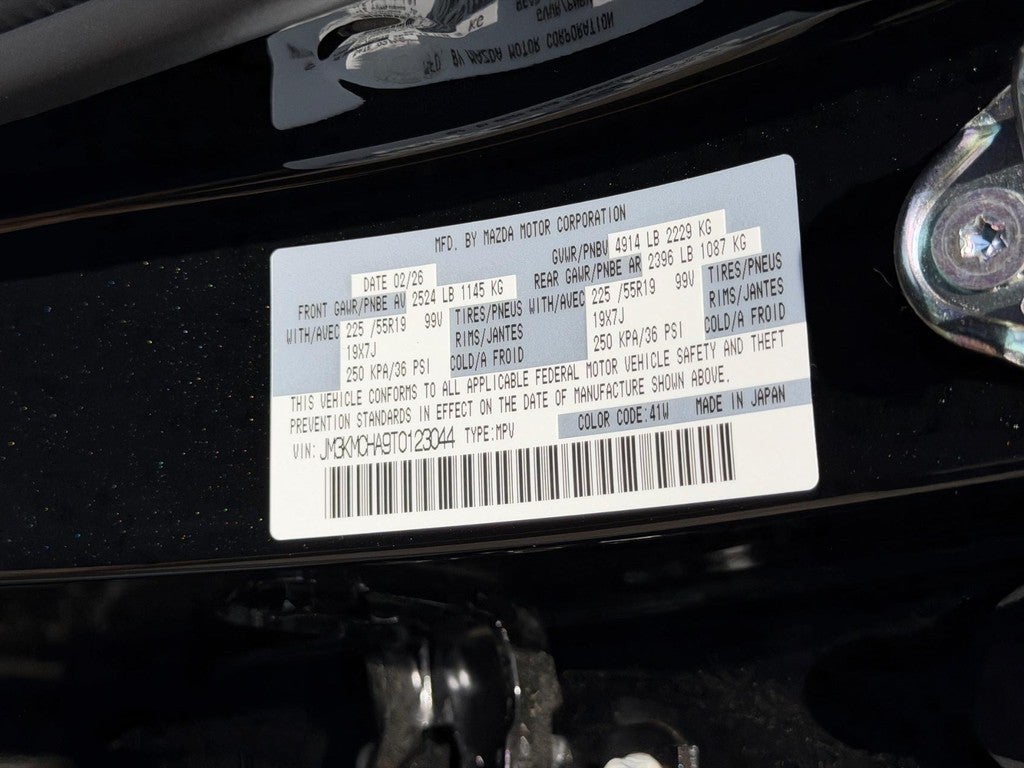 MFD. BY MAZDA MOTOR CORPORATION
DATE 02/26
GVWR/PNBV 4914 LB 2229 KG
FRONT GAWR/PNBE AV 2524 LB 1145 KG
REAR GAWR/PNBE AR 2396 LB 1087 KG
WITH/AVEC 225 /55R19 99V TIRES/PNEUS
19X7J RIMS/JANTES
250 KPA/36 PSI COLD/A FROID
WITH/AVEC 225 /55R19 99V TIRES/PNEUS
19X7J RIMS/JANTES
250 KPA/36 PSI COLD/A FROID
THIS VEHICLE CONFORMS TO ALL APPLICABLE FEDERAL MOTOR VEHICLE SAFETY AND THEFT
PREVENTION STANDARDS IN EFFECT ON THE DATE OF MANUFACTURE SHOWN ABOVE.
COLOR CODE:41W MADE IN JAPAN
VIN: JM3KMCHA9T0123044 TYPE:MPV